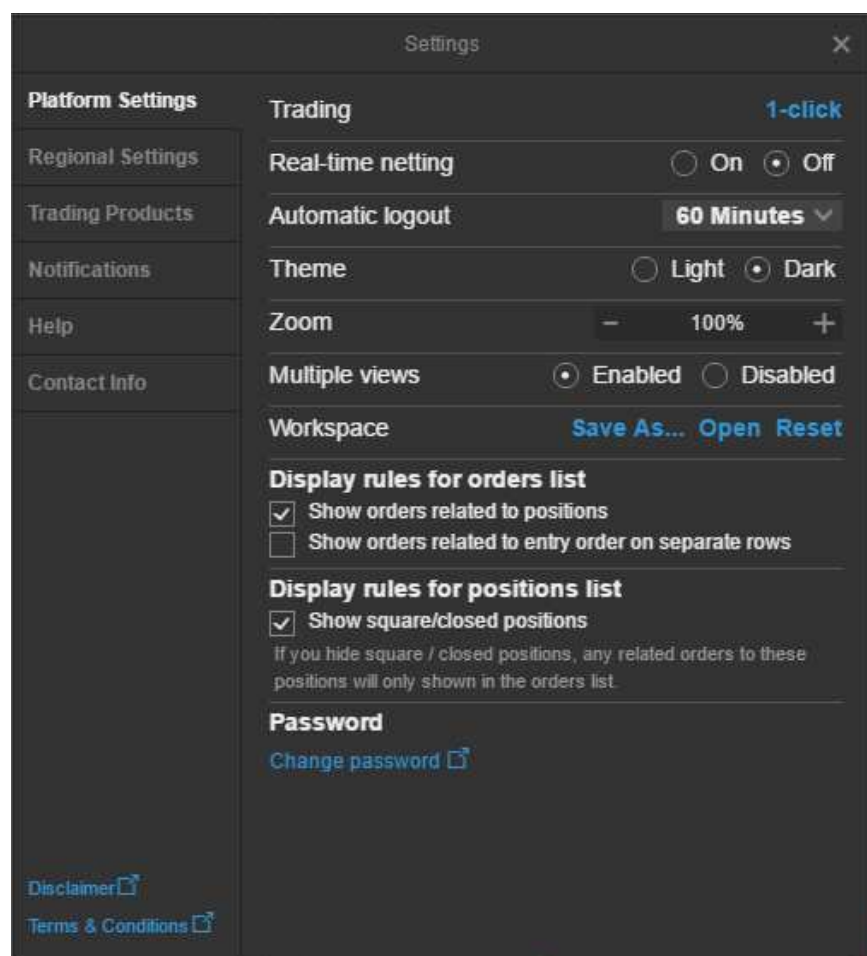 Settings
Platform Settings
Regional Settings
Trading Products
Notifications
Help
Contact Info
Disclaimer
Terms & Conditions
Trading 1-click
Real-time netting On Off
Automatic logout 60 Minutes
Theme Light Dark
Zoom - 100% +
Multiple views Enabled Disabled
Workspace Save As... Open Reset
Display rules for orders list
Show orders related to positions
Show orders related to entry order on separate rows
Display rules for positions list
Show square/closed positions
If you hide square / closed positions, any related orders to these
positions will only shown in the orders list.
Password
Change password